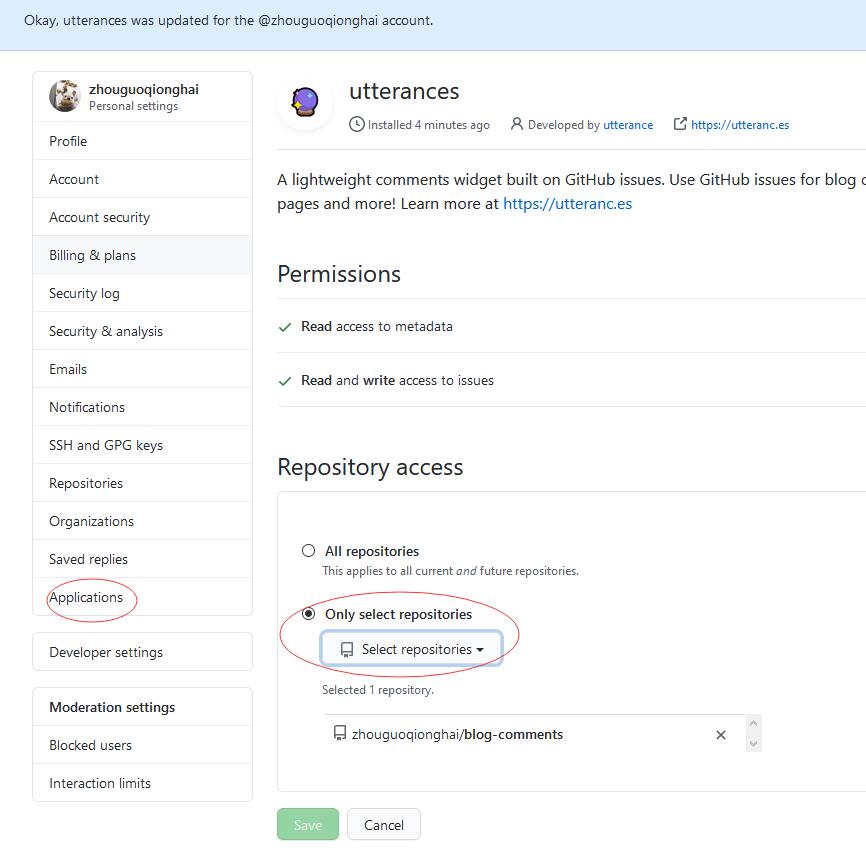 Okay, utterances was updated for the @zhouguoqionghai account.
zhouguoqionghai
Personal settings
Profile
Account
Account security
Billing & plans
Security log
Security & analysis
Emails
Notifications
SSH and GPG keys
Repositories
Organizations
Saved replies
Applications
Developer settings
Moderation settings
Blocked users
Interaction limits
utterances
Installed 4 minutes ago Developed by utterance https://utteranc.es
A lightweight comments widget built on GitHub issues. Use GitHub issues for blog
pages and more! Learn more at https://utteranc.es
Permissions
Read access to metadata
Read and write access to issues
Repository access
All repositories
This applies to all current and future repositories.
Only select repositories
Select repositories
Selected 1 repository.
zhouguoqionghai/blog-comments
Save Cancel